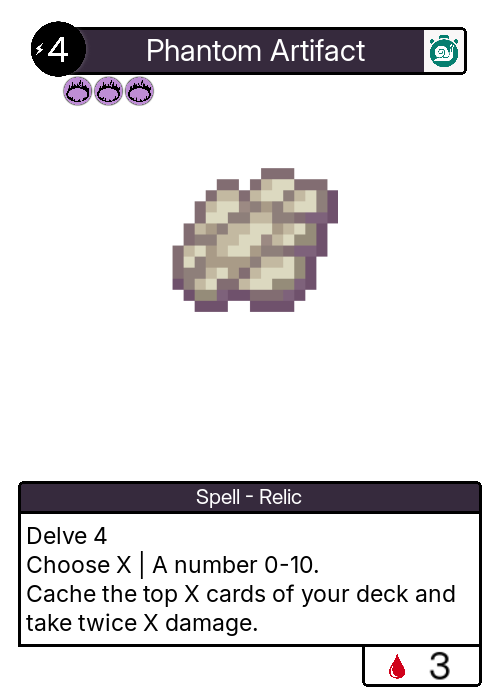 4 Phantom Artifact
Spell - Relic
Delve 4
Choose X | A number 0-10.
Cache the top X cards of your deck and
take twice X damage.
3